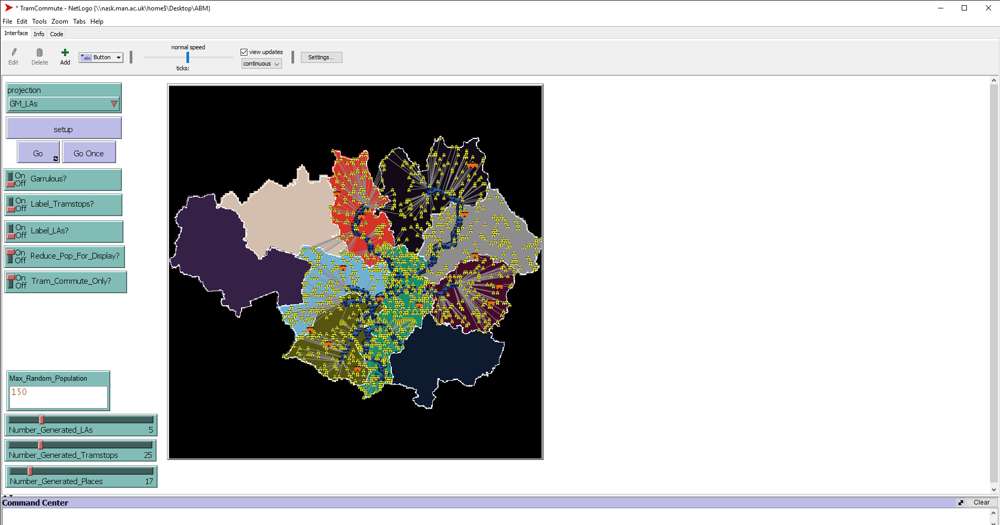 * TramCommute - NetLogo {\\nask.man.ac.uk\home$\Desktop\ABM}
File Edit Tools Zoom Tabs Help
Interface Info Code
Edit Delete Add abc Button
normal speed
ticks:
view updates
continuous
Settings...
projection
GM_LAs
setup
Go Go Once
On Off Garrulous?
On Off Label_Tramstops?
On Off Label_LAs?
On Off Reduce_Pop_For_Display?
On Off Tram_Commute_Only?
Max_Random_Population
150
Number_Generated_LAs 5
Number_Generated_Tramstops 25
Number_Generated_Places 17
Command Center Clear